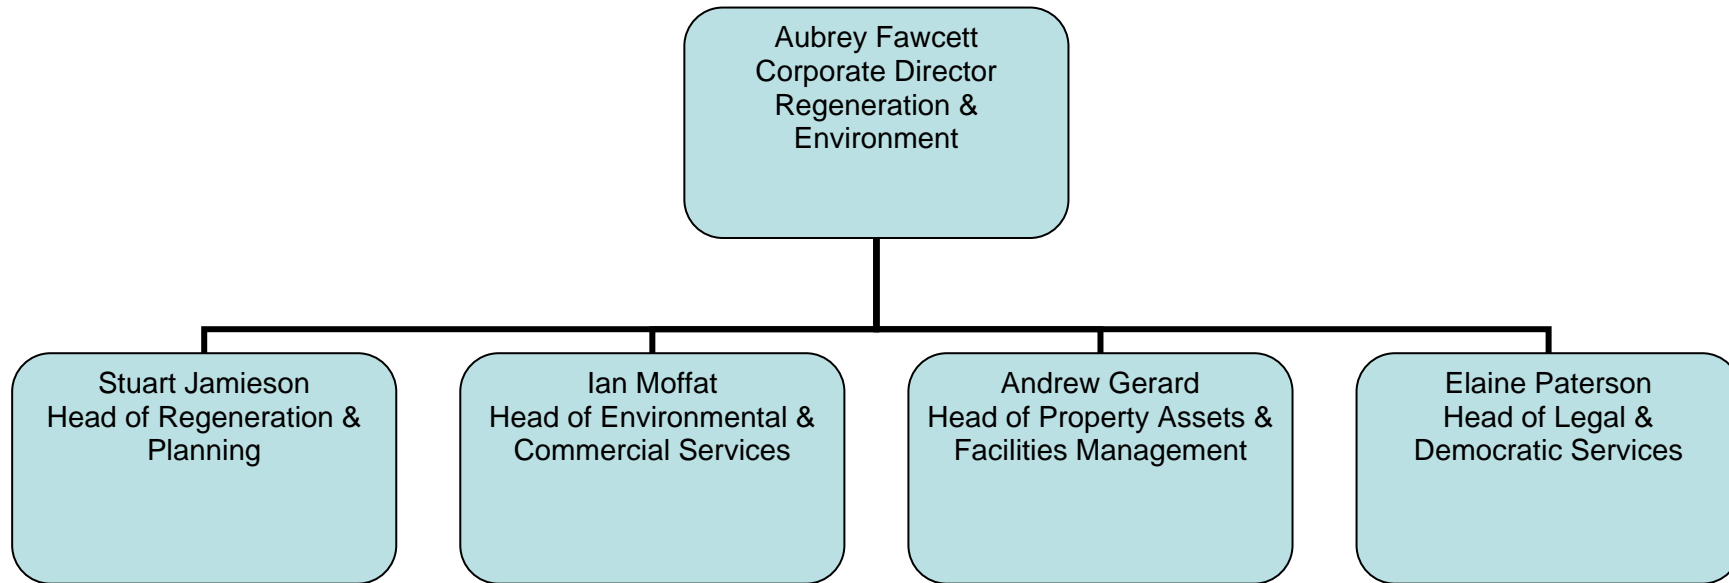 Aubrey Fawcett
Corporate Director
Regeneration &
Environment
Stuart Jamieson
Head of Regeneration &
Planning
Ian Moffat
Head of Environmental &
Commercial Services
Andrew Gerard
Head of Property Assets &
Facilities Management
Elaine Paterson
Head of Legal &
Democratic Services